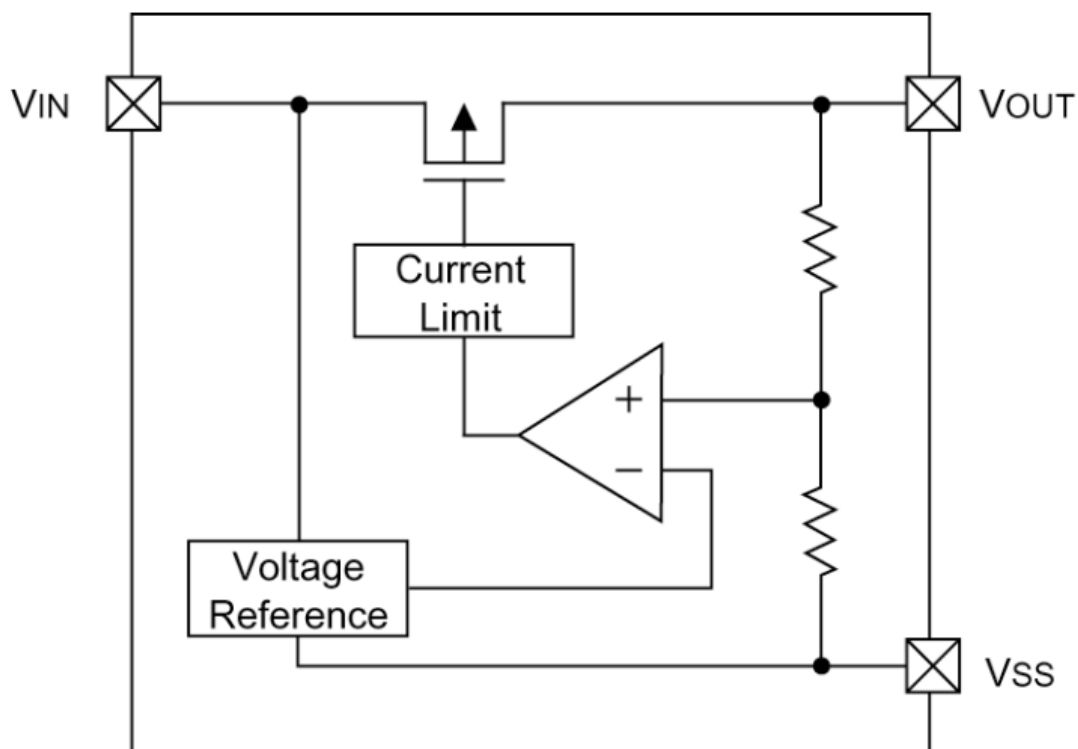 VIN
VOUT
Current
Limit
+
−
Voltage
Reference
VSS